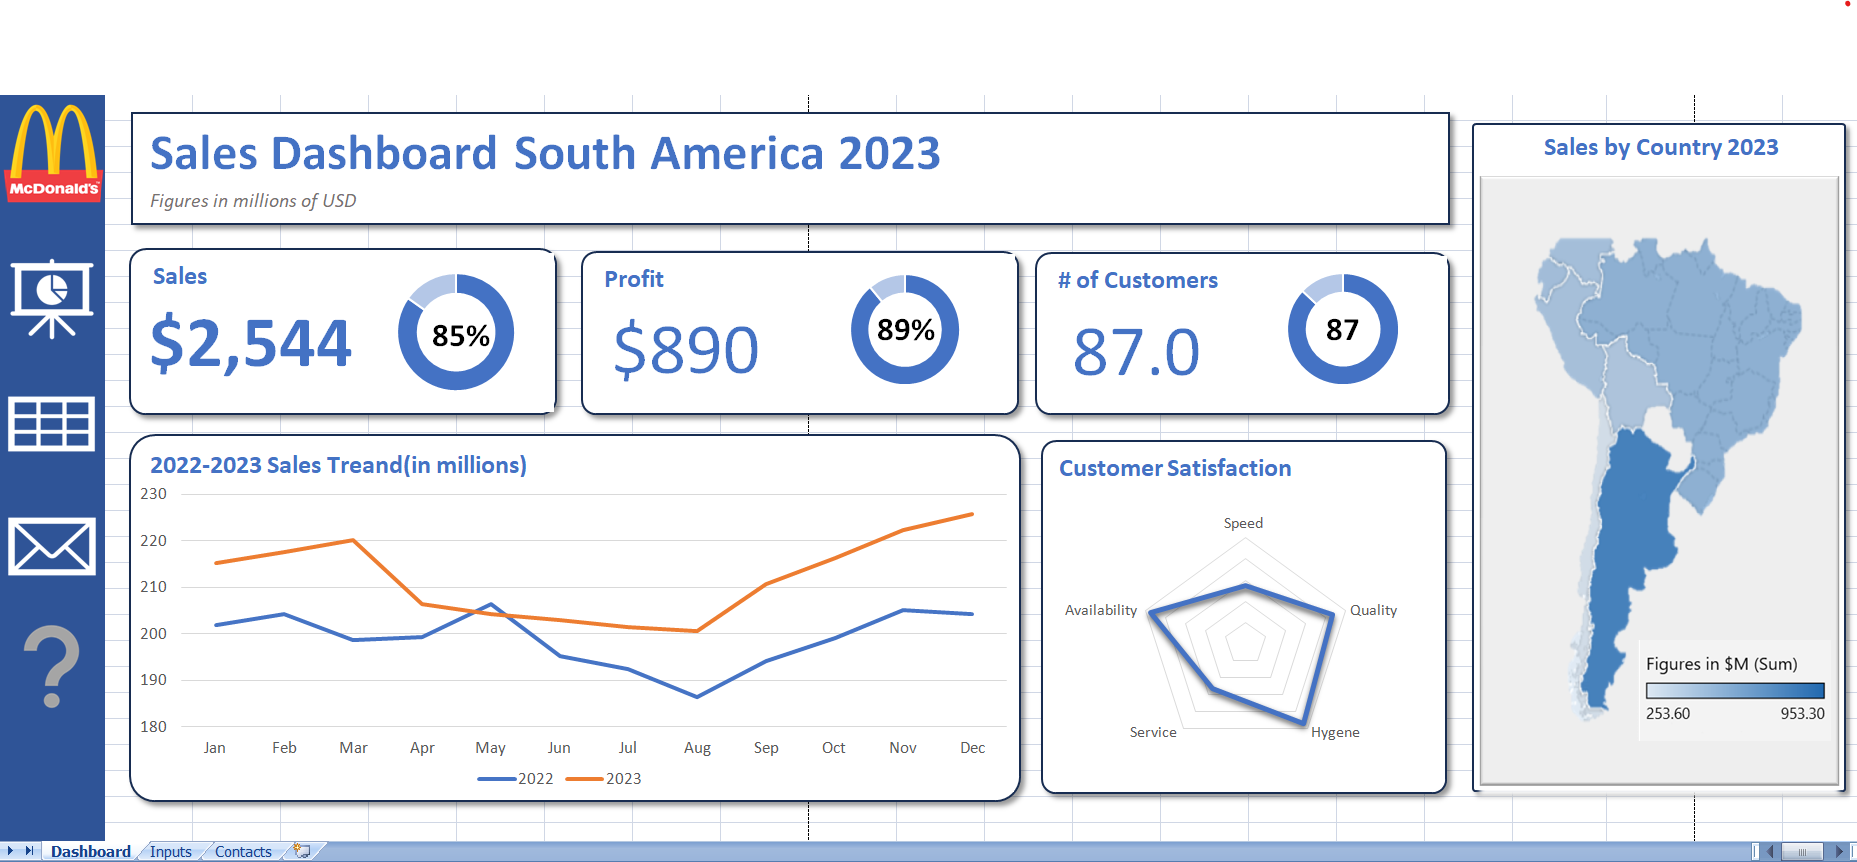 McDonald's
Sales Dashboard South America 2023
Figures in millions of USD
Sales
$2,544
85%
Profit
$890
89%
# of Customers
87.0
87
2022-2023 Sales Treand(in millions)
230
220
210
200
190
180
Jan Feb Mar Apr May Jun Jul Aug Sep Oct Nov Dec
2022 2023
Customer Satisfaction
Speed
Availability
Quality
Service
Hygene
Sales by Country 2023
Figures in $M (Sum)
253.60 953.30
?
Dashboard Inputs Contacts